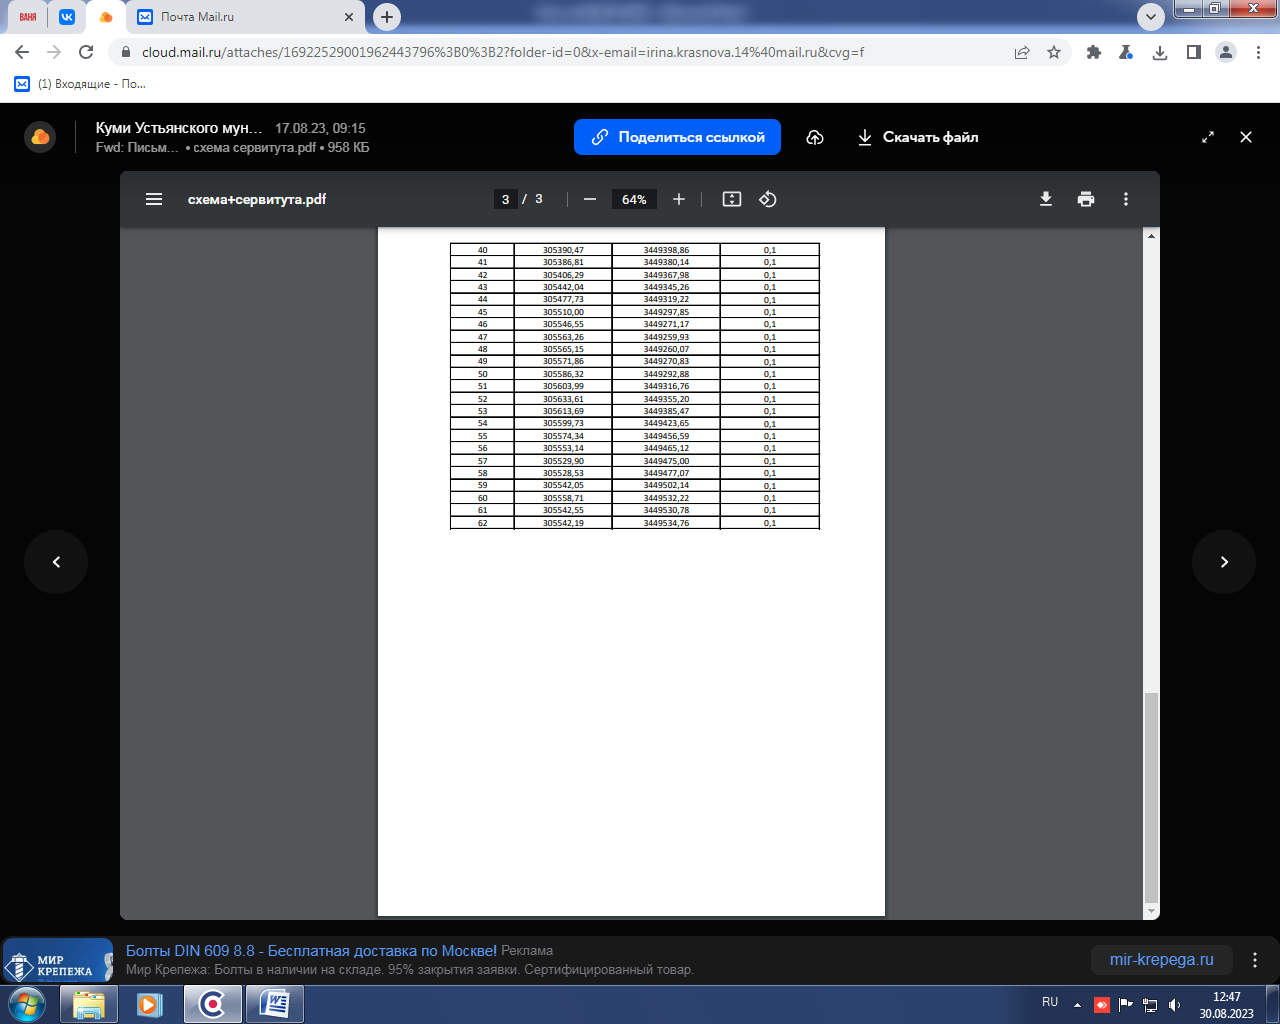 ВАНЯ
Почта Mail.ru
cloud.mail.ru/attaches/16922529001962443796%3B0%3B2?folder-id=0&x-email=irina.krasnova.14%40mail.ru&cvg=f
(1) Входящие - По...
Куми Устьянского мун... 17.08.23, 09:15
Fwd: Письм... • схема сервитута.pdf • 958 КБ
Поделиться ссылкой
Скачать файл
схема+сервитута.pdf
3 / 3
64%
40 305390,47 3449398,86 0,1
41 305386,81 3449380,14 0,1
42 305406,29 3449367,98 0,1
43 305442,04 3449345,26 0,1
44 305477,73 3449319,22 0,1
45 305510,00 3449297,85 0,1
46 305546,55 3449271,17 0,1
47 305563,26 3449259,93 0,1
48 305565,15 3449260,07 0,1
49 305571,86 3449270,83 0,1
50 305586,32 3449292,88 0,1
51 305603,99 3449316,76 0,1
52 305633,61 3449355,20 0,1
53 305613,69 3449385,47 0,1
54 305599,73 3449423,65 0,1
55 305574,34 3449456,59 0,1
56 305553,14 3449465,12 0,1
57 305529,90 3449475,00 0,1
58 305528,53 3449477,07 0,1
59 305542,05 3449502,14 0,1
60 305558,71 3449532,22 0,1
61 305542,55 3449530,78 0,1
62 305542,19 3449534,76 0,1
МИР
КРЕПЕЖА
Болты DIN 609 8.8 - Бесплатная доставка по Москве! Реклама
Мир Крепежа: Болты в наличии на складе. 95% закрытия заявки. Сертифицированный товар.
mir-krepega.ru
RU
12:47
30.08.2023